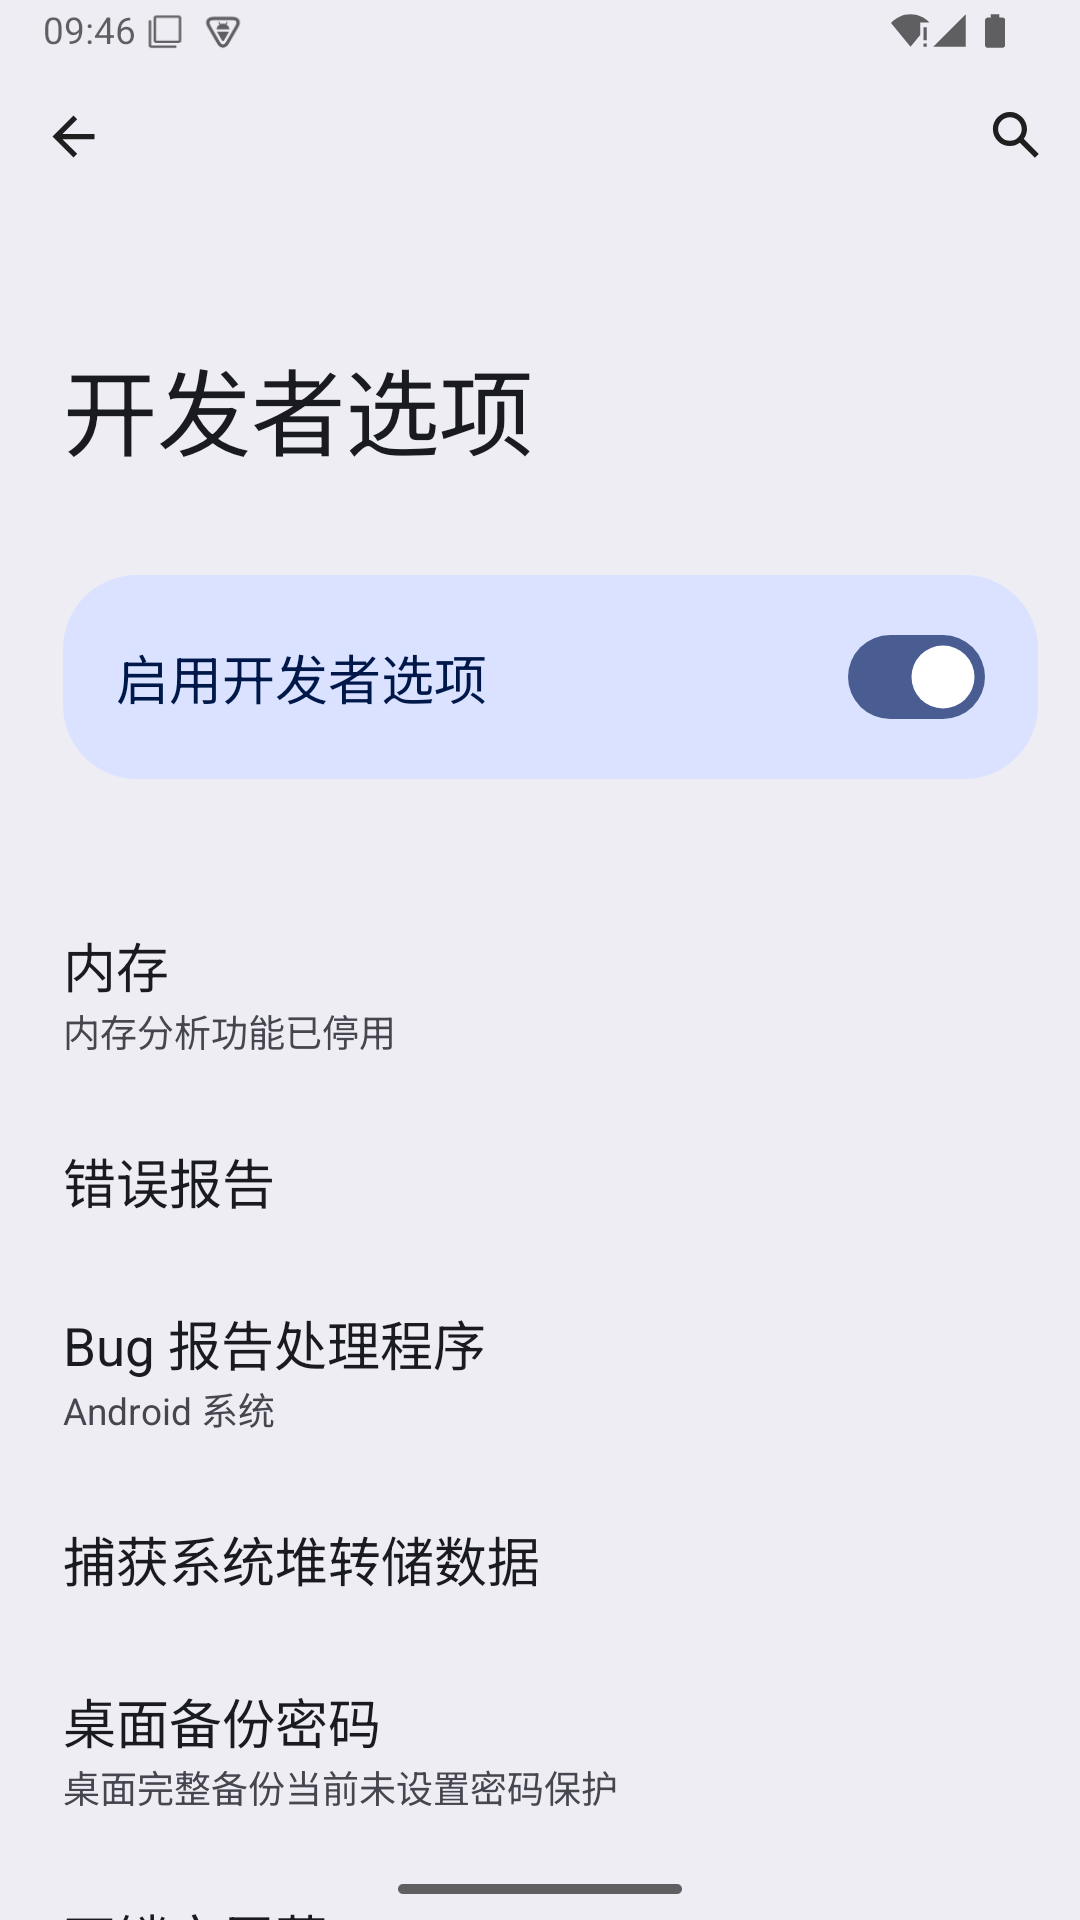 09:46
开发者选项
启用开发者选项
内存
内存分析功能已停用
错误报告
Bug 报告处理程序
Android 系统
捕获系统堆转储数据
桌面备份密码
桌面完整备份当前未设置密码保护